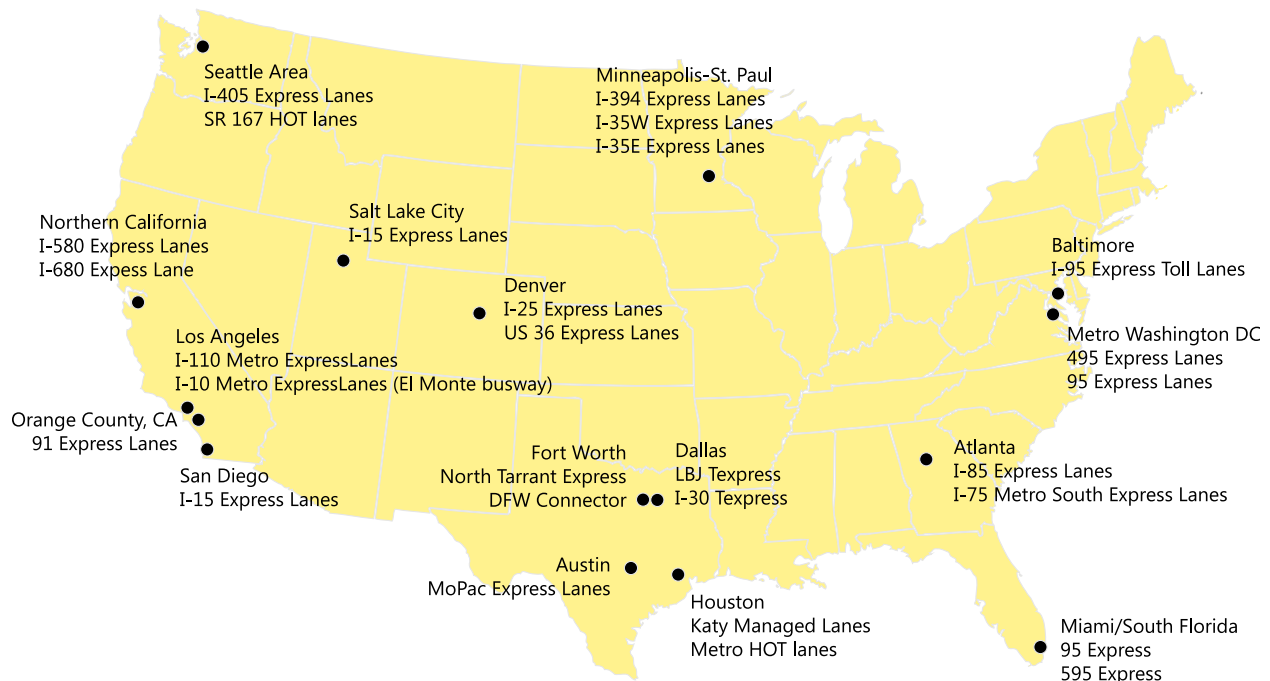 Seattle Area
I-405 Express Lanes
SR 167 HOT lanes
Minneapolis-St. Paul
I-394 Express Lanes
I-35W Express Lanes
I-35E Express Lanes
Northern California
I-580 Express Lanes
I-680 Expess Lane
Salt Lake City
I-15 Express Lanes
Denver
I-25 Express Lanes
US 36 Express Lanes
Baltimore
I-95 Express Toll Lanes
Metro Washington DC
495 Express Lanes
95 Express Lanes
Los Angeles
I-110 Metro ExpressLanes
I-10 Metro ExpressLanes (El Monte busway)
Orange County, CA
91 Express Lanes
San Diego
I-15 Express Lanes
Fort Worth
North Tarrant Express
DFW Connector
Dallas
LBJ Texpress
I-30 Texpress
Atlanta
I-85 Express Lanes
I-75 Metro South Express Lanes
Austin
MoPac Express Lanes
Houston
Katy Managed Lanes
Metro HOT lanes
Miami/South Florida
95 Express
595 Express